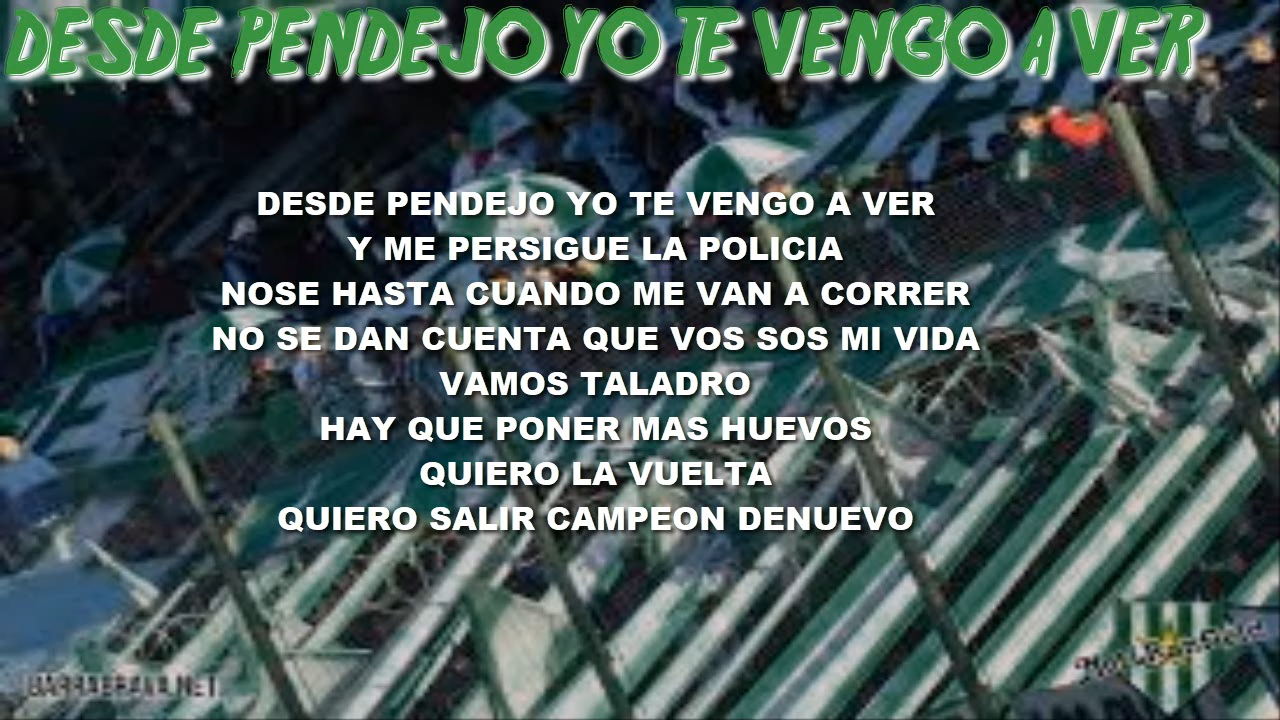 DESDE PENDEJO YO TE VENGO A VER
DESDE PENDEJO YO TE VENGO A VER
Y ME PERSIGUE LA POLICIA
NOSE HASTA CUANDO ME VAN A CORRER
NO SE DAN CUENTA QUE VOS SOS MI VIDA
VAMOS TALADRO
HAY QUE PONER MAS HUEVOS
QUIERO LA VUELTA
QUIERO SALIR CAMPEON DENUEVO
BARRABRAVA.NET